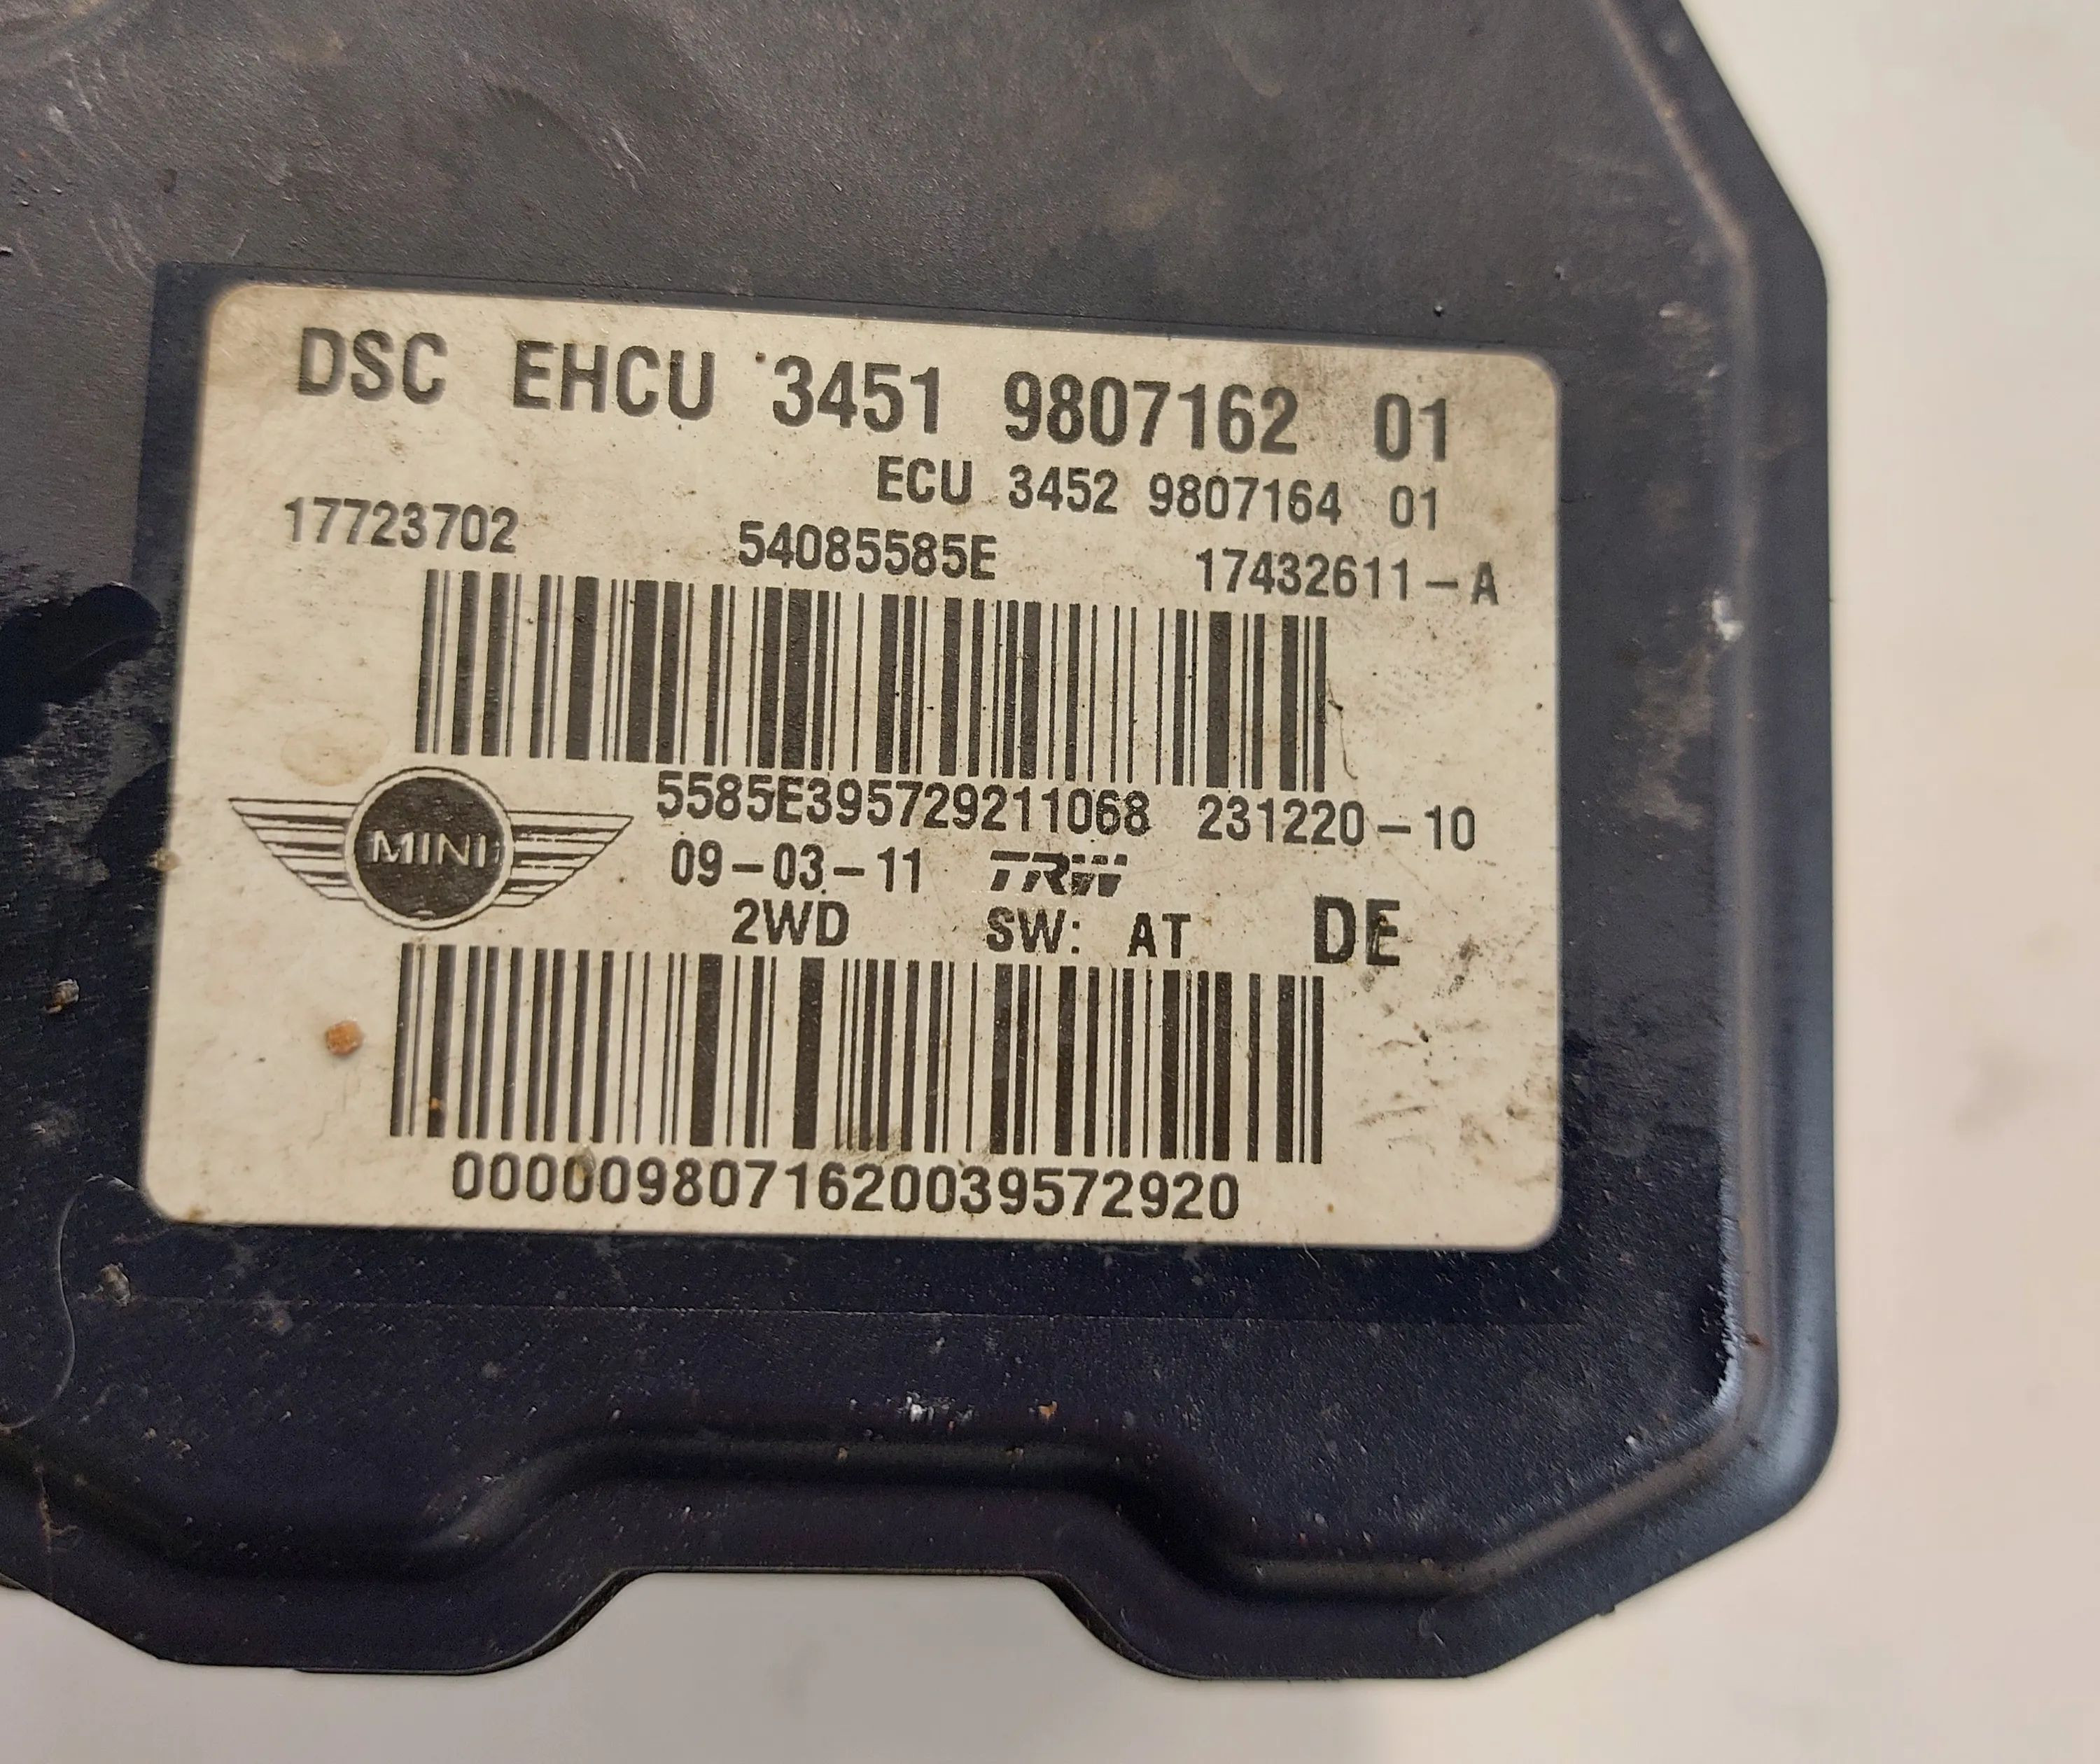 DSC EHCU 3451 9807162 01
ECU 3452 9807164 01
17723702 54085585E 17432611-A
5585E395729211068 231220-10
MINI
09-03-11 TRW
2WD SW: AT DE
0000098071620039572920